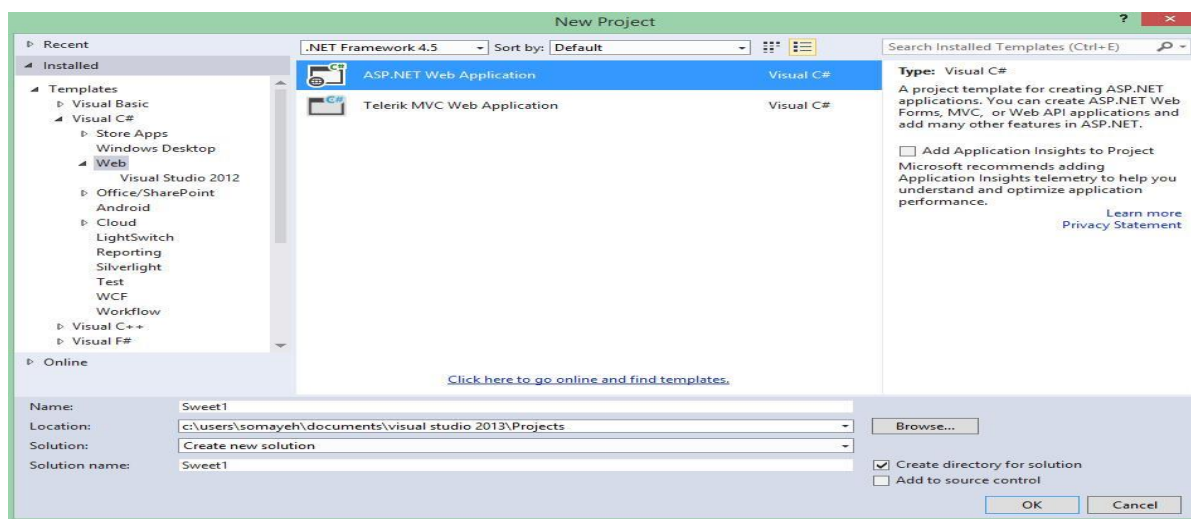 New Project
?
Recent
Installed
Templates
Visual Basic
Visual C#
Store Apps
Windows Desktop
Web
Visual Studio 2012
Office/SharePoint
Android
Cloud
LightSwitch
Reporting
Silverlight
Test
WCF
Workflow
Visual C++
Visual F#
Online
.NET Framework 4.5
Sort by: Default
ASP.NET Web Application Visual C#
Telerik MVC Web Application Visual C#
Click here to go online and find templates.
Search Installed Templates (Ctrl+E)
Type: Visual C#
A project template for creating ASP.NET
applications. You can create ASP.NET Web
Forms, MVC, or Web API applications and
add many other features in ASP.NET.
Add Application Insights to Project
Microsoft recommends adding
Application Insights telemetry to help you
understand and optimize application
performance.
Learn more
Privacy Statement
Name: Sweet1
Location: c:\users\somayeh\documents\visual studio 2013\Projects
Browse...
Solution: Create new solution
Solution name: Sweet1
Create directory for solution
Add to source control
OK Cancel